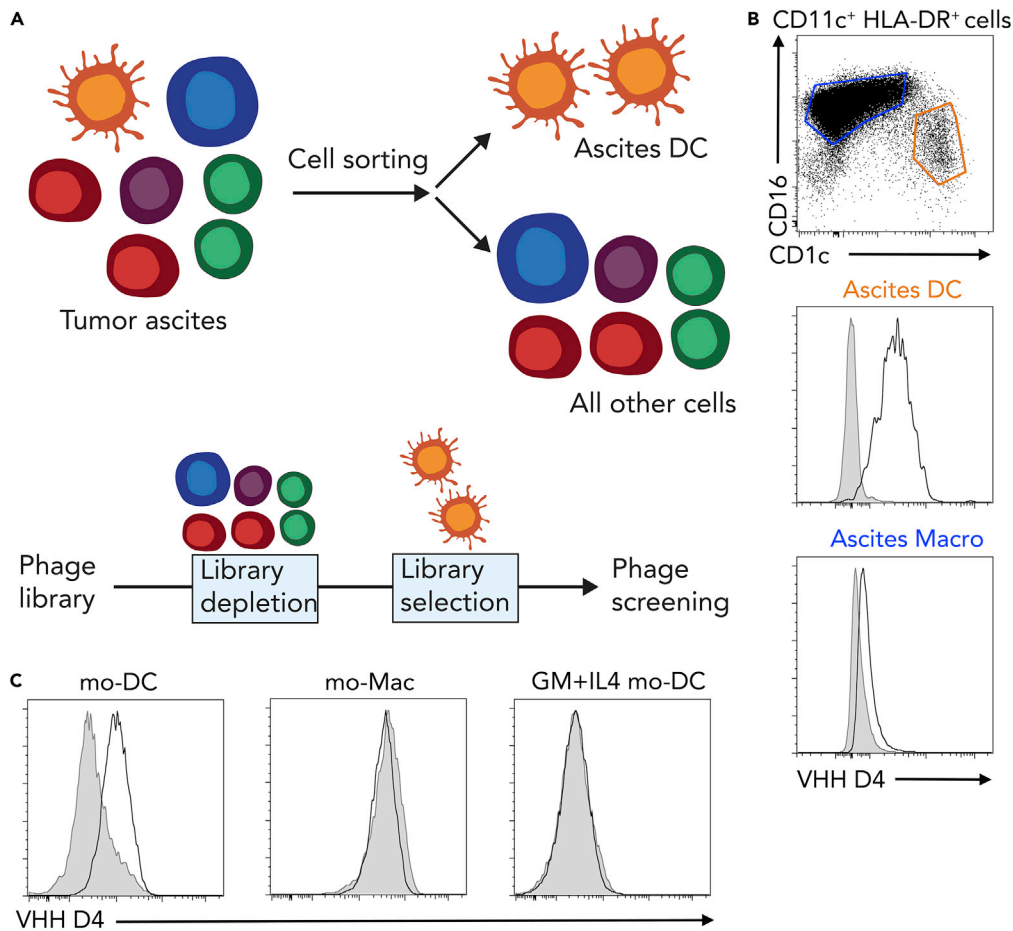 A
Tumor ascites
Cell sorting
Ascites DC
All other cells
Phage
library
Library
depletion
Library
selection
Phage
screening
B
CD11c⁺ HLA-DR⁺ cells
CD16
CD1c
Ascites DC
Ascites Macro
VHH D4
C
mo-DC
mo-Mac
GM+IL4 mo-DC
VHH D4